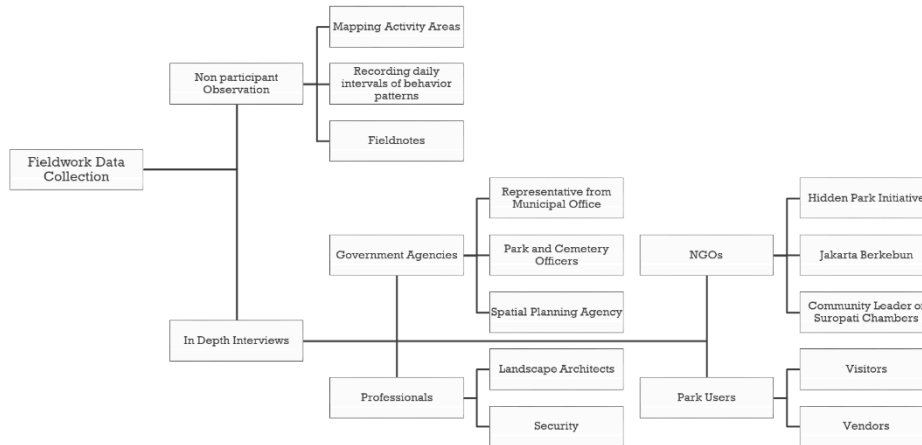 Mapping Activity Areas
Non participant
Observation
Recording daily
intervals of behavior
patterns
Fieldnotes
Fieldwork Data
Collection
Representative from
Municipal Office
Hidden Park Initiative
Government Agencies
Park and Cemetery
Officers
NGOs
Jakarta Berkebun
Spatial Planning Agency
Community Leader of
Suropati Chambers
In Depth Interviews
Landscape Architects
Visitors
Professionals
Park Users
Security
Vendors